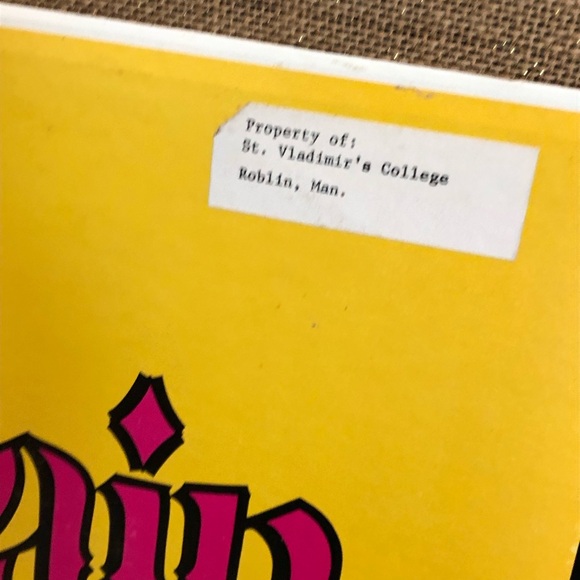 Property of:
St. Vladimir's College
Roblin, Man.